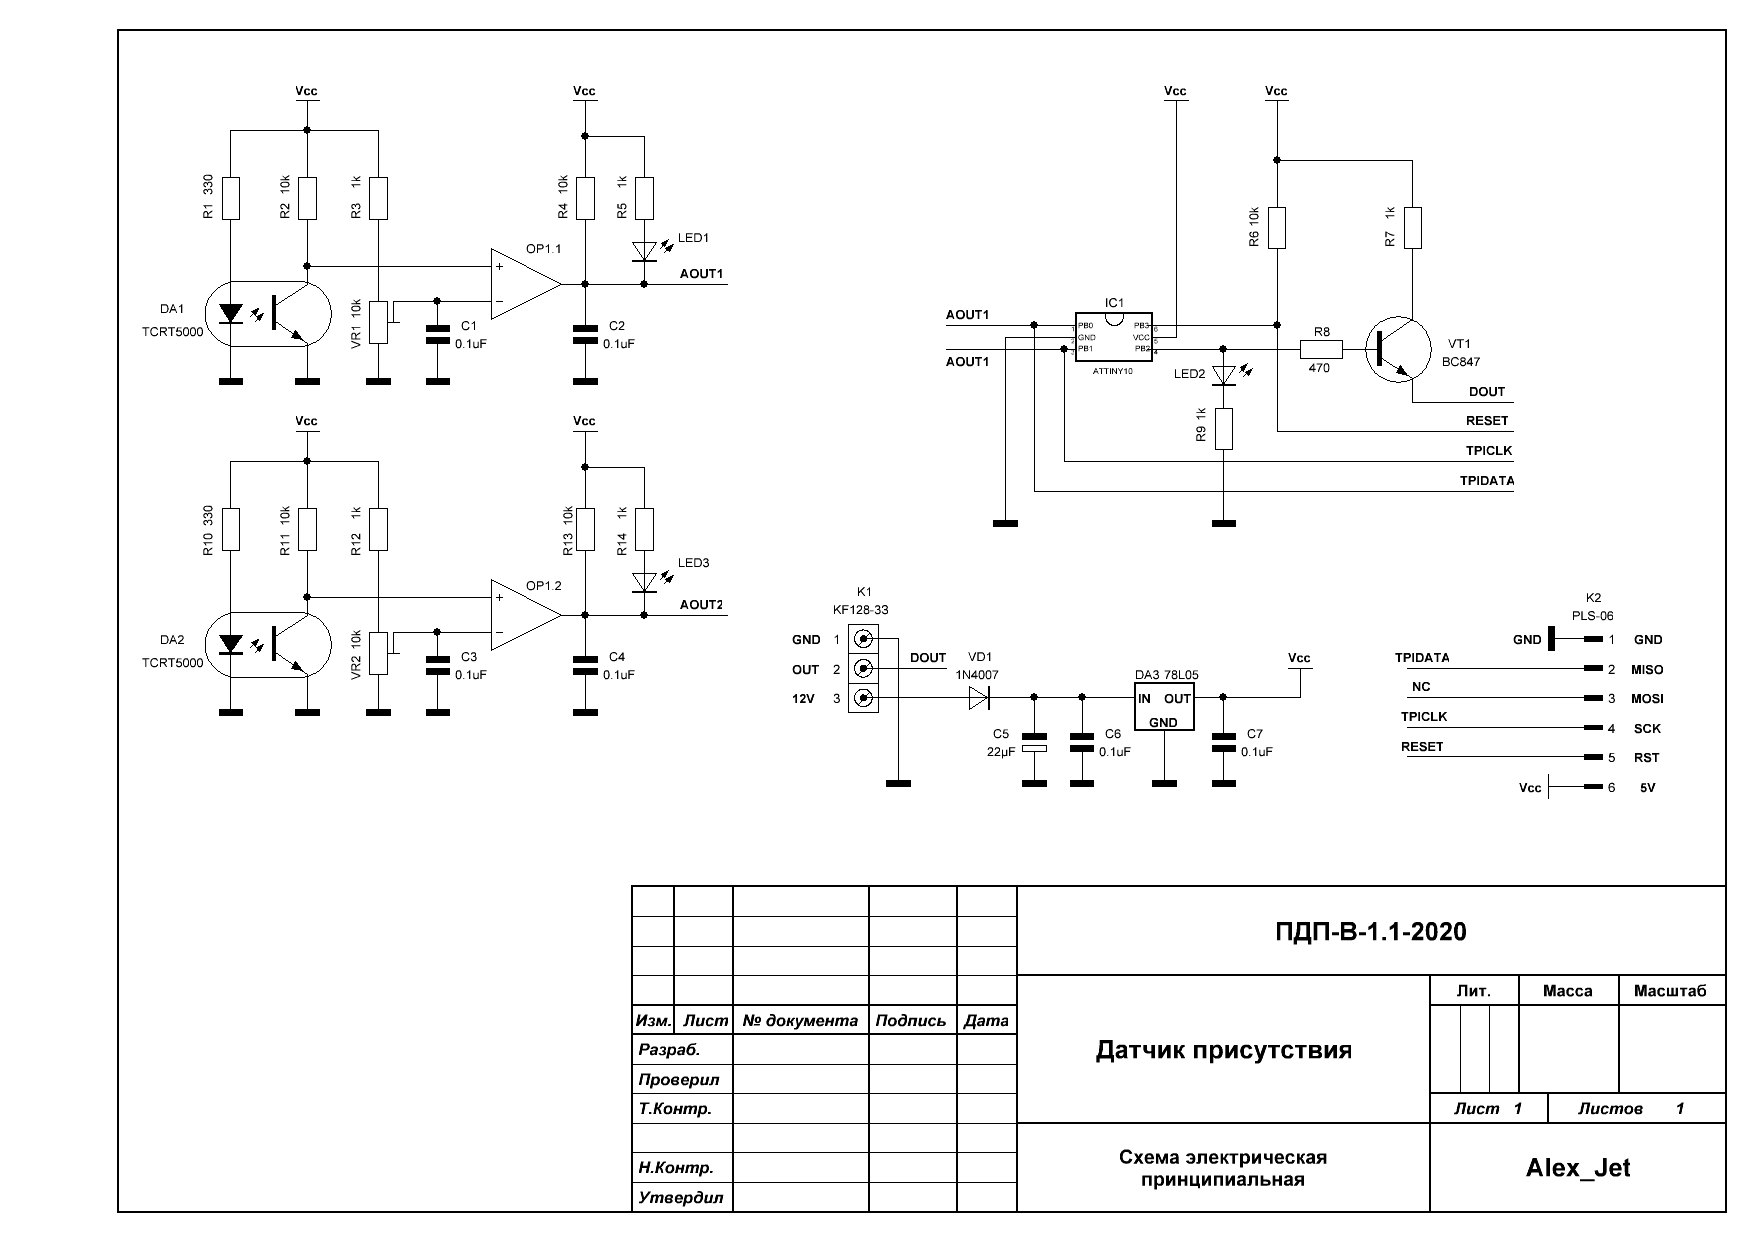 Vcc
R1 330
R2 10k
R3 1k
DA1
TCRT5000
VR1 10k
C1
0.1uF
OP1.1
+
−
Vcc
R4 10k
R5 1k
LED1
AOUT1
C2
0.1uF
Vcc
R10 330
R11 10k
R12 1k
DA2
TCRT5000
VR2 10k
C3
0.1uF
OP1.2
+
−
Vcc
R13 10k
R14 1k
LED3
AOUT2
C4
0.1uF
Vcc
Vcc
R6 10k
R7 1k
AOUT1
AOUT1
IC1
1 PB0
2 GND
3 PB1
PB3 6
VCC 5
PB2 4
ATTINY10
LED2
R9 1k
R8
470
VT1
BC847
DOUT
RESET
TPICLK
TPIDATA
K1
KF128-33
GND 1
OUT 2
12V 3
DOUT
VD1
1N4007
C5
22µF
C6
0.1uF
DA3 78L05
IN OUT
GND
C7
0.1uF
Vcc
K2
PLS-06
GND 1 GND
TPIDATA 2 MISO
NC 3 MOSI
TPICLK 4 SCK
RESET 5 RST
Vcc 6 5V
ПДП-В-1.1-2020
Лит. Масса Масштаб
Изм. Лист № документа Подпись Дата
Разраб.
Проверил
Т.Контр.
Н.Контр.
Утвердил
Датчик присутствия
Лист 1 Листов 1
Схема электрическая
принципиальная
Alex_Jet